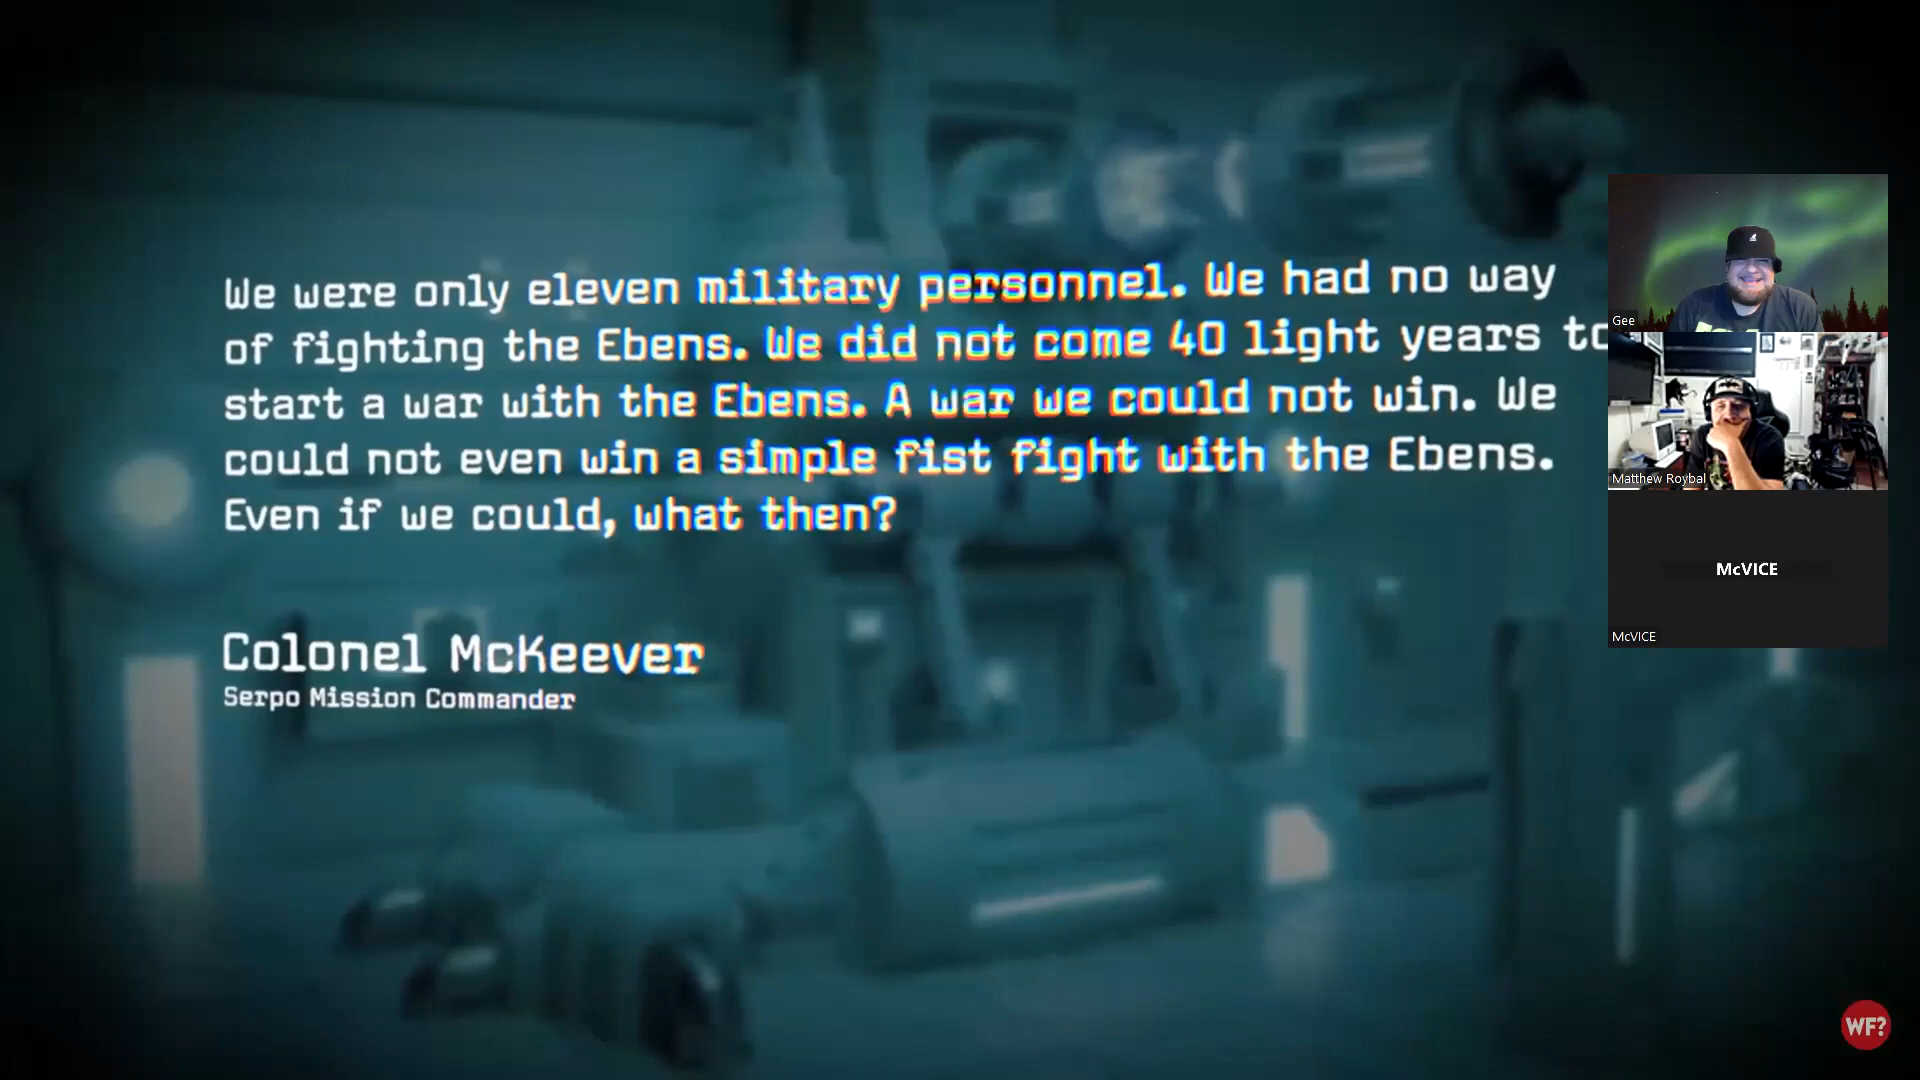 We were only eleven military personnel. We had no way
of fighting the Ebens. We did not come 40 light years to
start a war with the Ebens. A war we could not win. We
could not even win a simple fist fight with the Ebens.
Even if we could, what then?
Colonel McKeever
Serpo Mission Commander
Gee
Matthew Roybal
McVICE
McVICE
WF?